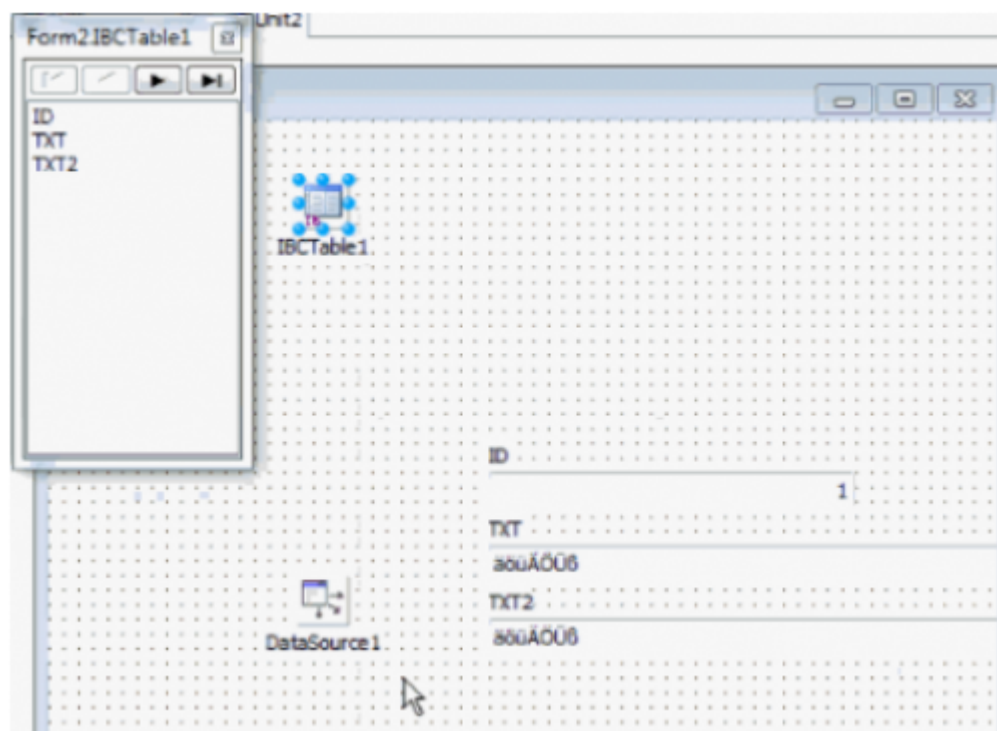 Unit2
Form2.IBCTable1
ID
TXT
TXT2
IBCTable1
ID
1
TXT
äöüÄÖÜß
TXT2
äöüÄÖÜß
DataSource1